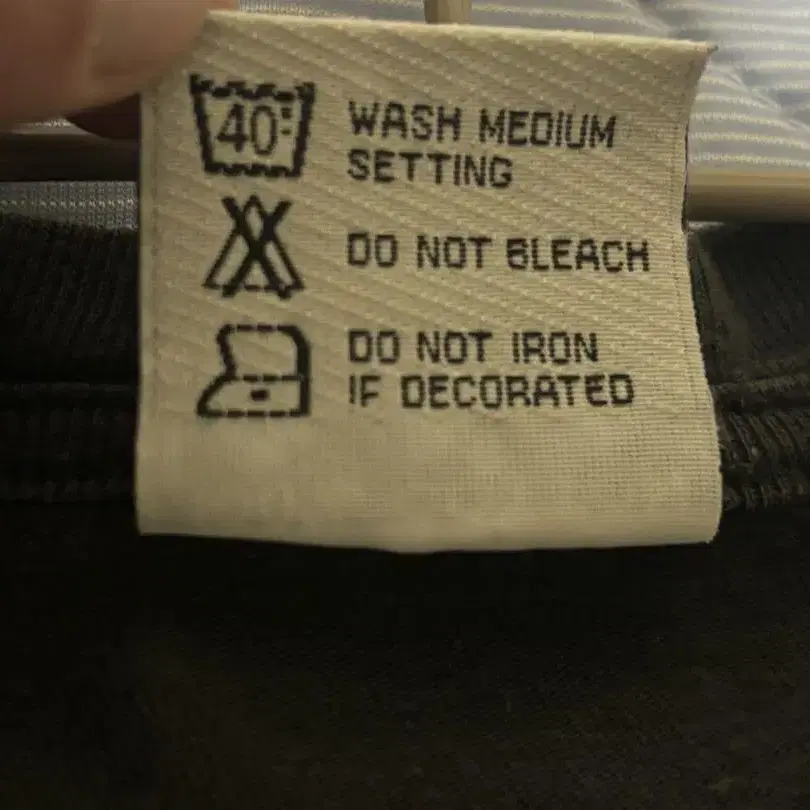 40° WASH MEDIUM
SETTING
DO NOT BLEACH
DO NOT IRON
IF DECORATED